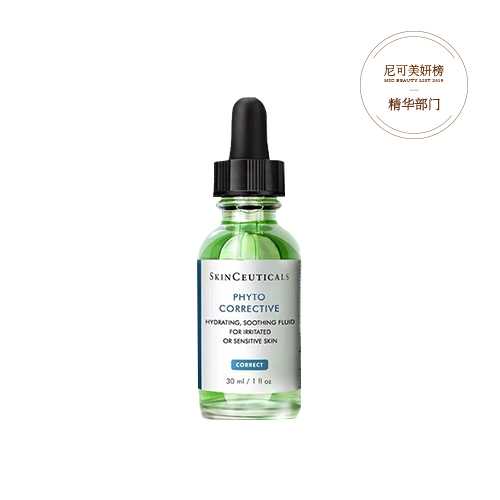 尼可美妍榜
NIC BEAUTY LIST 2019
精华部门
SKINCEUTICALS
PHYTO
CORRECTIVE
HYDRATING, SOOTHING FLUID
FOR IRRITATED
OR SENSITIVE SKIN
CORRECT
30 ml / 1 fl oz